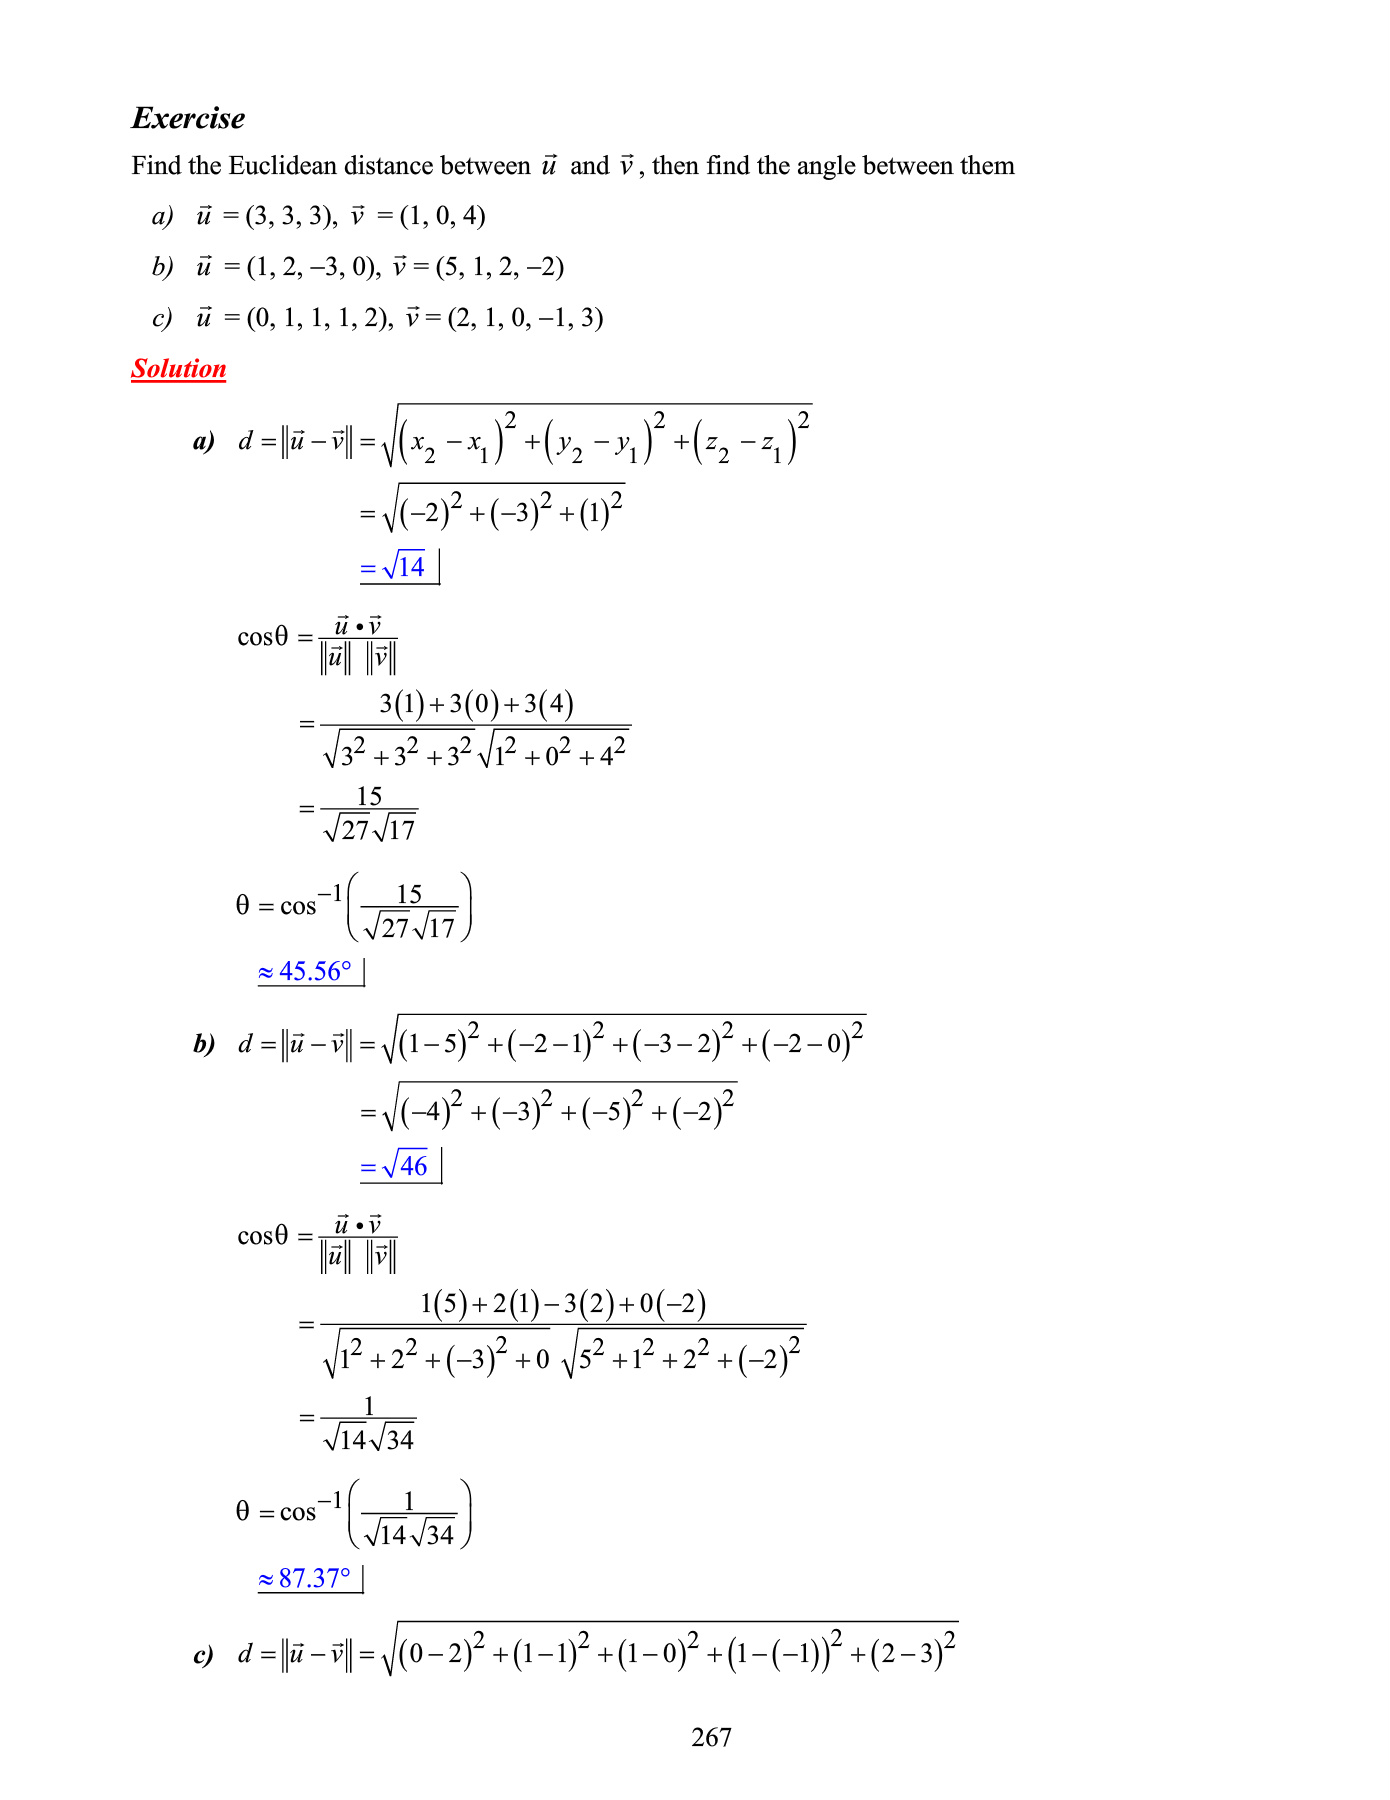 Exercise
Find the Euclidean distance between $\vec{u}$ and $\vec{v}$, then find the angle between them
a) $\vec{u}$ = (3, 3, 3), $\vec{v}$ = (1, 0, 4)
b) $\vec{u}$ = (1, 2, –3, 0), $\vec{v}$ = (5, 1, 2, –2)
c) $\vec{u}$ = (0, 1, 1, 1, 2), $\vec{v}$ = (2, 1, 0, –1, 3)
Solution
a) $d = \|\vec{u} - \vec{v}\| = \sqrt{(x_2 - x_1)^2 + (y_2 - y_1)^2 + (z_2 - z_1)^2}$
$= \sqrt{(-2)^2 + (-3)^2 + (1)^2}$
$= \sqrt{14}$
$\cos\theta = \frac{\vec{u} \bullet \vec{v}}{\|\vec{u}\| \, \|\vec{v}\|}$
$= \frac{3(1) + 3(0) + 3(4)}{\sqrt{3^2 + 3^2 + 3^2} \sqrt{1^2 + 0^2 + 4^2}}$
$= \frac{15}{\sqrt{27}\sqrt{17}}$
$\theta = \cos^{-1}\left(\frac{15}{\sqrt{27}\sqrt{17}}\right)$
$\approx 45.56°$
b) $d = \|\vec{u} - \vec{v}\| = \sqrt{(1-5)^2 + (-2-1)^2 + (-3-2)^2 + (-2-0)^2}$
$= \sqrt{(-4)^2 + (-3)^2 + (-5)^2 + (-2)^2}$
$= \sqrt{46}$
$\cos\theta = \frac{\vec{u} \bullet \vec{v}}{\|\vec{u}\| \, \|\vec{v}\|}$
$= \frac{1(5) + 2(1) - 3(2) + 0(-2)}{\sqrt{1^2 + 2^2 + (-3)^2 + 0} \sqrt{5^2 + 1^2 + 2^2 + (-2)^2}}$
$= \frac{1}{\sqrt{14}\sqrt{34}}$
$\theta = \cos^{-1}\left(\frac{1}{\sqrt{14}\sqrt{34}}\right)$
$\approx 87.37°$
c) $d = \|\vec{u} - \vec{v}\| = \sqrt{(0-2)^2 + (1-1)^2 + (1-0)^2 + (1-(-1))^2 + (2-3)^2}$
267